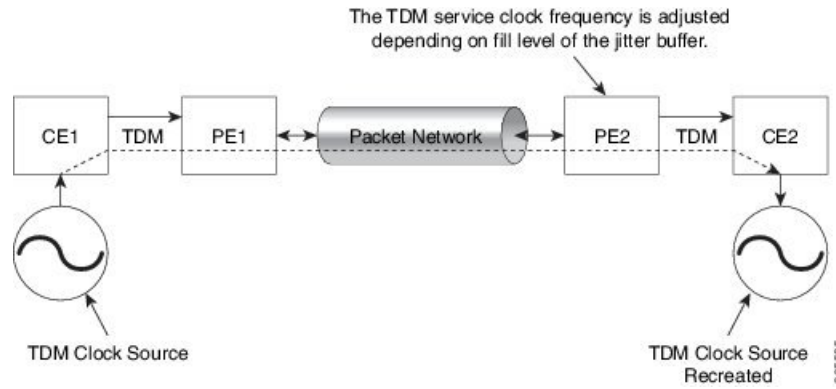 The TDM service clock frequency is adjusted
depending on fill level of the jitter buffer.
CE1
TDM
PE1
Packet Network
PE2
TDM
CE2
TDM Clock Source
TDM Clock Source
Recreated